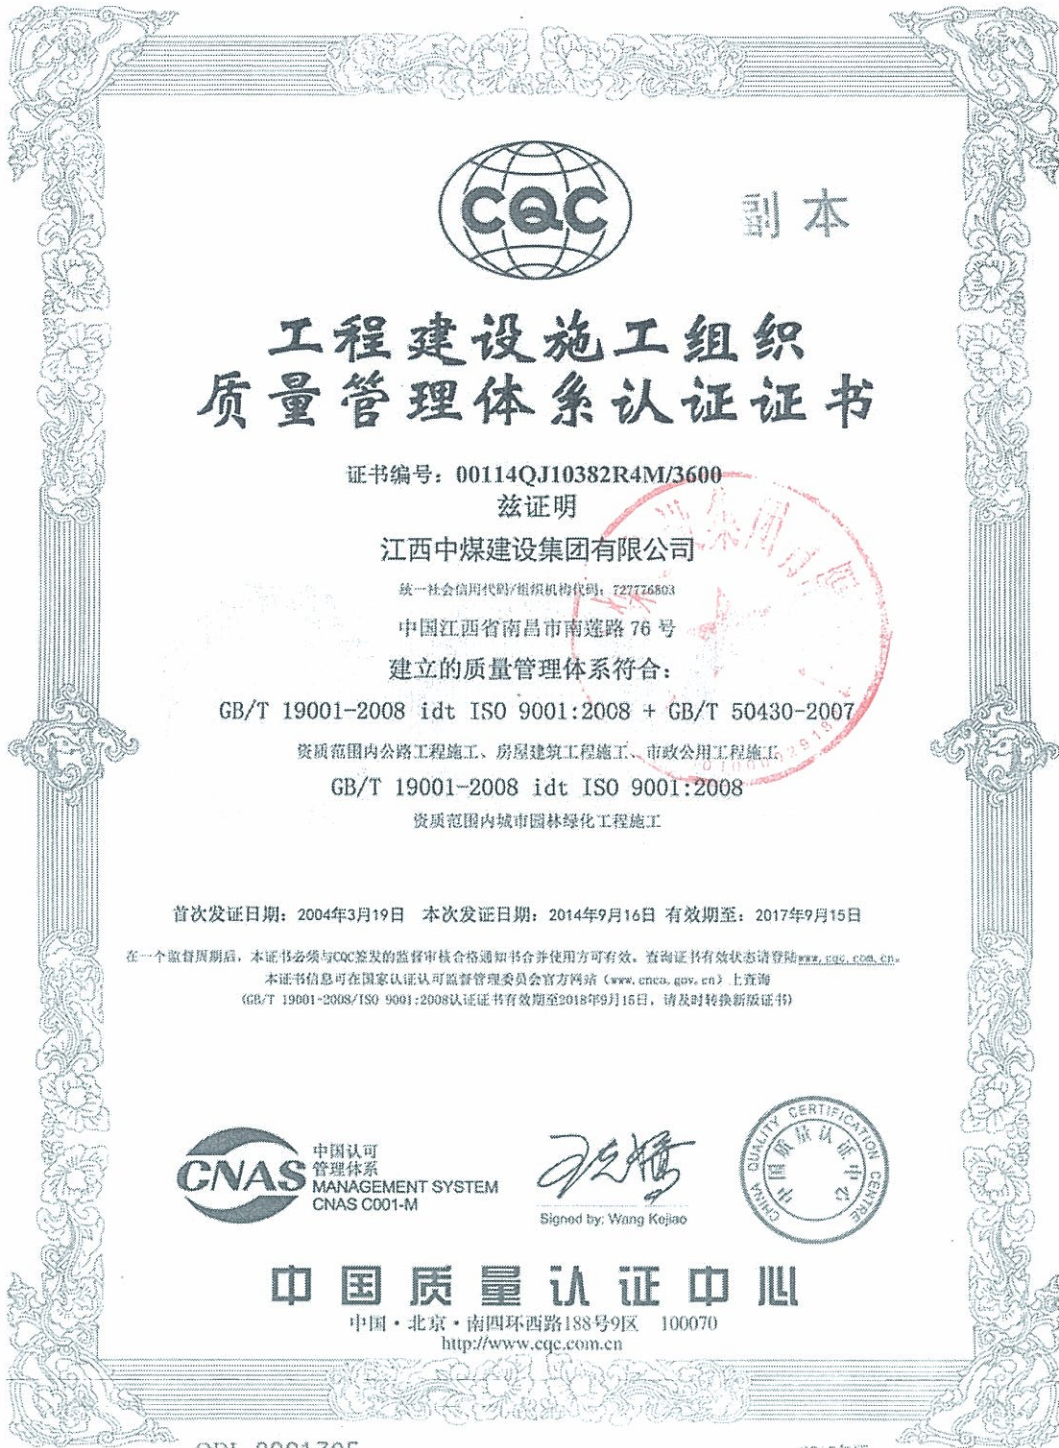 CQC
副本
工程建设施工组织
质量管理体系认证证书
证书编号：00114QJ10382R4M/3600
兹证明
江西中煤建设集团有限公司
统一社会信用代码/组织机构代码：727776803
中国江西省南昌市南莲路 76 号
建立的质量管理体系符合：
GB/T 19001-2008 idt ISO 9001:2008 + GB/T 50430-2007
资质范围内公路工程施工、房屋建筑工程施工、市政公用工程施工
GB/T 19001-2008 idt ISO 9001:2008
资质范围内城市园林绿化工程施工
首次发证日期：2004年3月19日 本次发证日期：2014年9月16日 有效期至：2017年9月15日
在一个监督周期后，本证书必须与CQC签发的监督审核合格通知书合并使用方可有效。查询证书有效状态请登陆www.cqc.com.cn。
本证书信息可在国家认证认可监督管理委员会官方网站（www.cnca.gov.cn）上查询
(GB/T 19001-2008/ISO 9001:2008认证证书有效期至2018年9月15日，请及时转换新版证书)
CNAS
中国认可
管理体系
MANAGEMENT SYSTEM
CNAS C001-M
Signed by: Wang Kejiao
CHINA QUALITY CERTIFICATION CENTRE
中国质量认证中心
中国质量认证中心
中国・北京・南四环西路188号9区 100070
http://www.cqc.com.cn